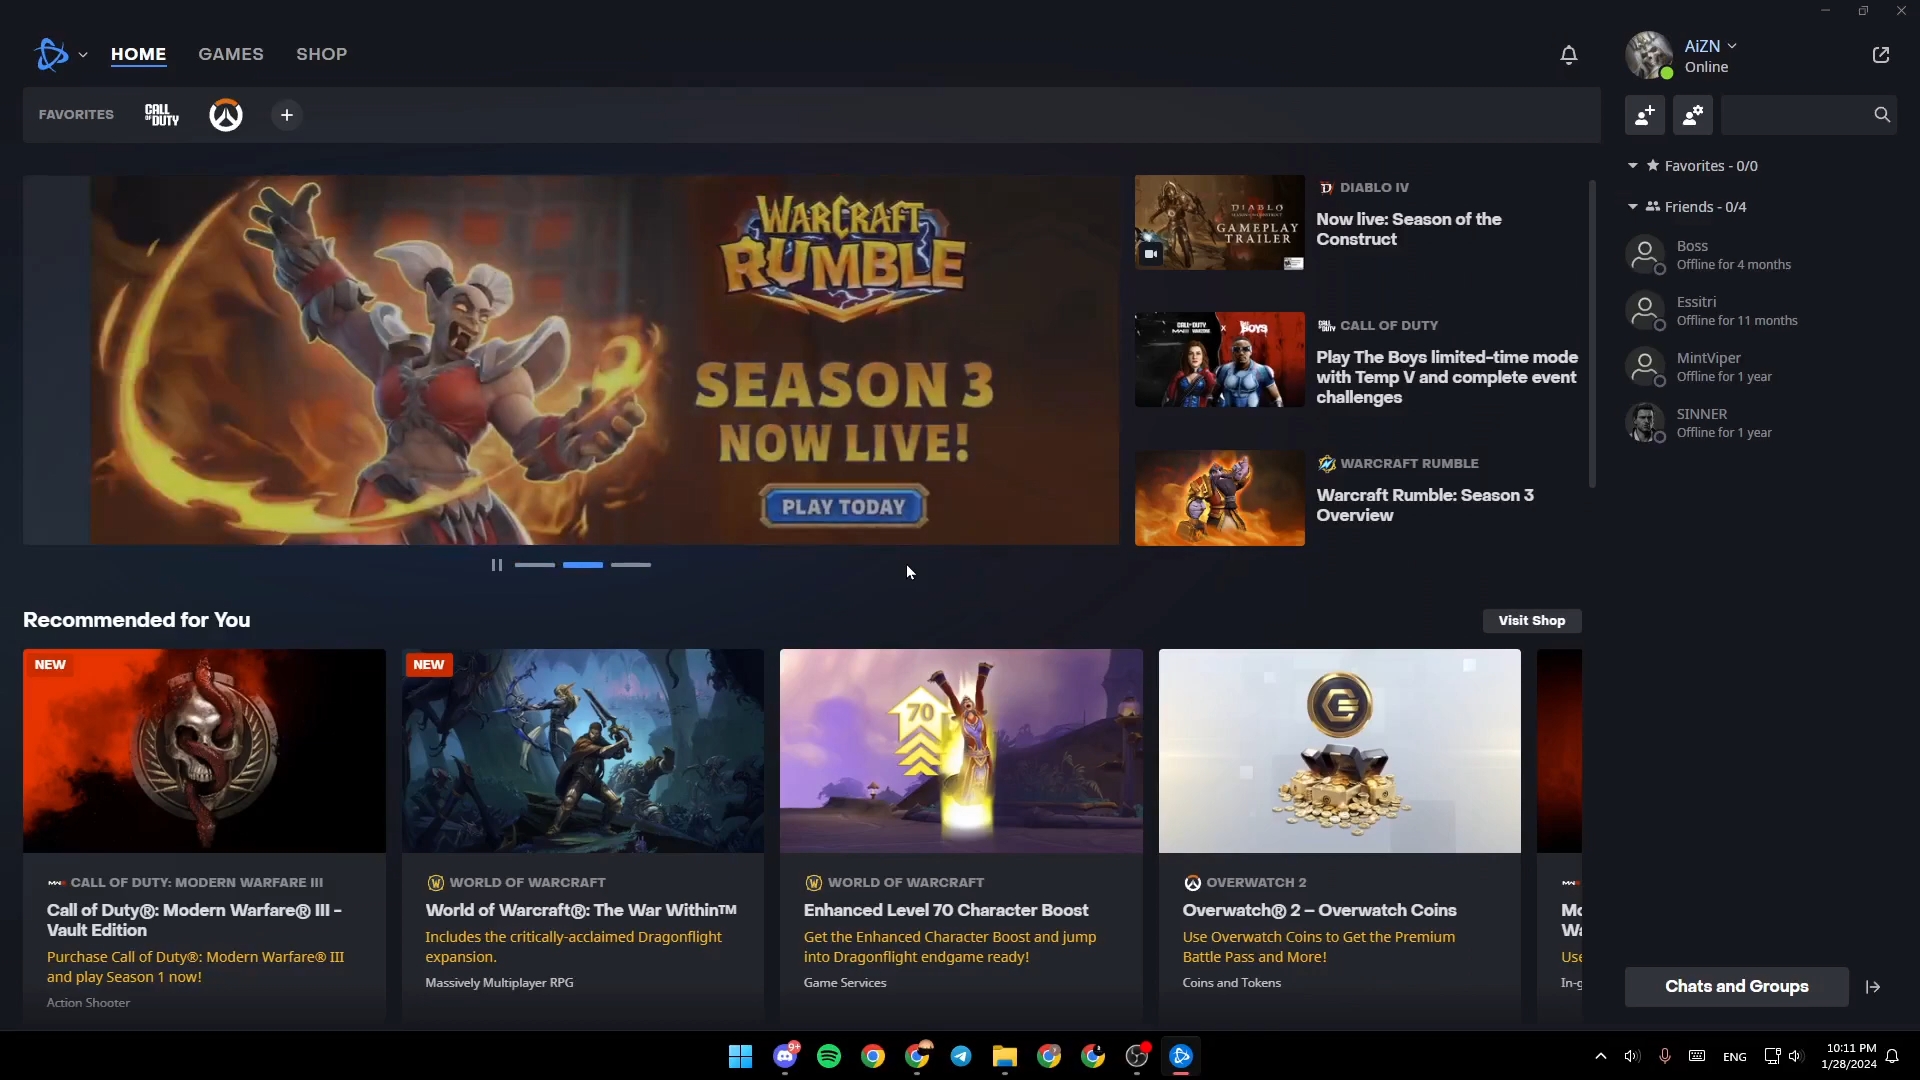 HOME
GAMES
SHOP
AiZN
Online
FAVORITES
CALL OF DUTY
Favorites - 0/0
Friends - 0/4
Boss
Offline for 4 months
Essitri
Offline for 11 months
MintViper
Offline for 1 year
SINNER
Offline for 1 year
WARCRAFT
RUMBLE
SEASON 3
NOW LIVE!
PLAY TODAY
DIABLO
GAMEPLAY
TRAILER
DIABLO IV
Now live: Season of the
Construct
CALL OF DUTY
Play The Boys limited-time mode
with Temp V and complete event
challenges
WARCRAFT RUMBLE
Warcraft Rumble: Season 3
Overview
Recommended for You
Visit Shop
NEW
CALL OF DUTY: MODERN WARFARE III
Call of Duty®: Modern Warfare® III –
Vault Edition
Purchase Call of Duty®: Modern Warfare® III
and play Season 1 now!
Action Shooter
NEW
WORLD OF WARCRAFT
World of Warcraft®: The War Within™
Includes the critically-acclaimed Dragonflight
expansion.
Massively Multiplayer RPG
70
WORLD OF WARCRAFT
Enhanced Level 70 Character Boost
Get the Enhanced Character Boost and jump
into Dragonflight endgame ready!
Game Services
OVERWATCH 2
Overwatch® 2 – Overwatch Coins
Use Overwatch Coins to Get the Premium
Battle Pass and More!
Coins and Tokens
Chats and Groups
9+
ENG
10:11 PM
1/28/2024